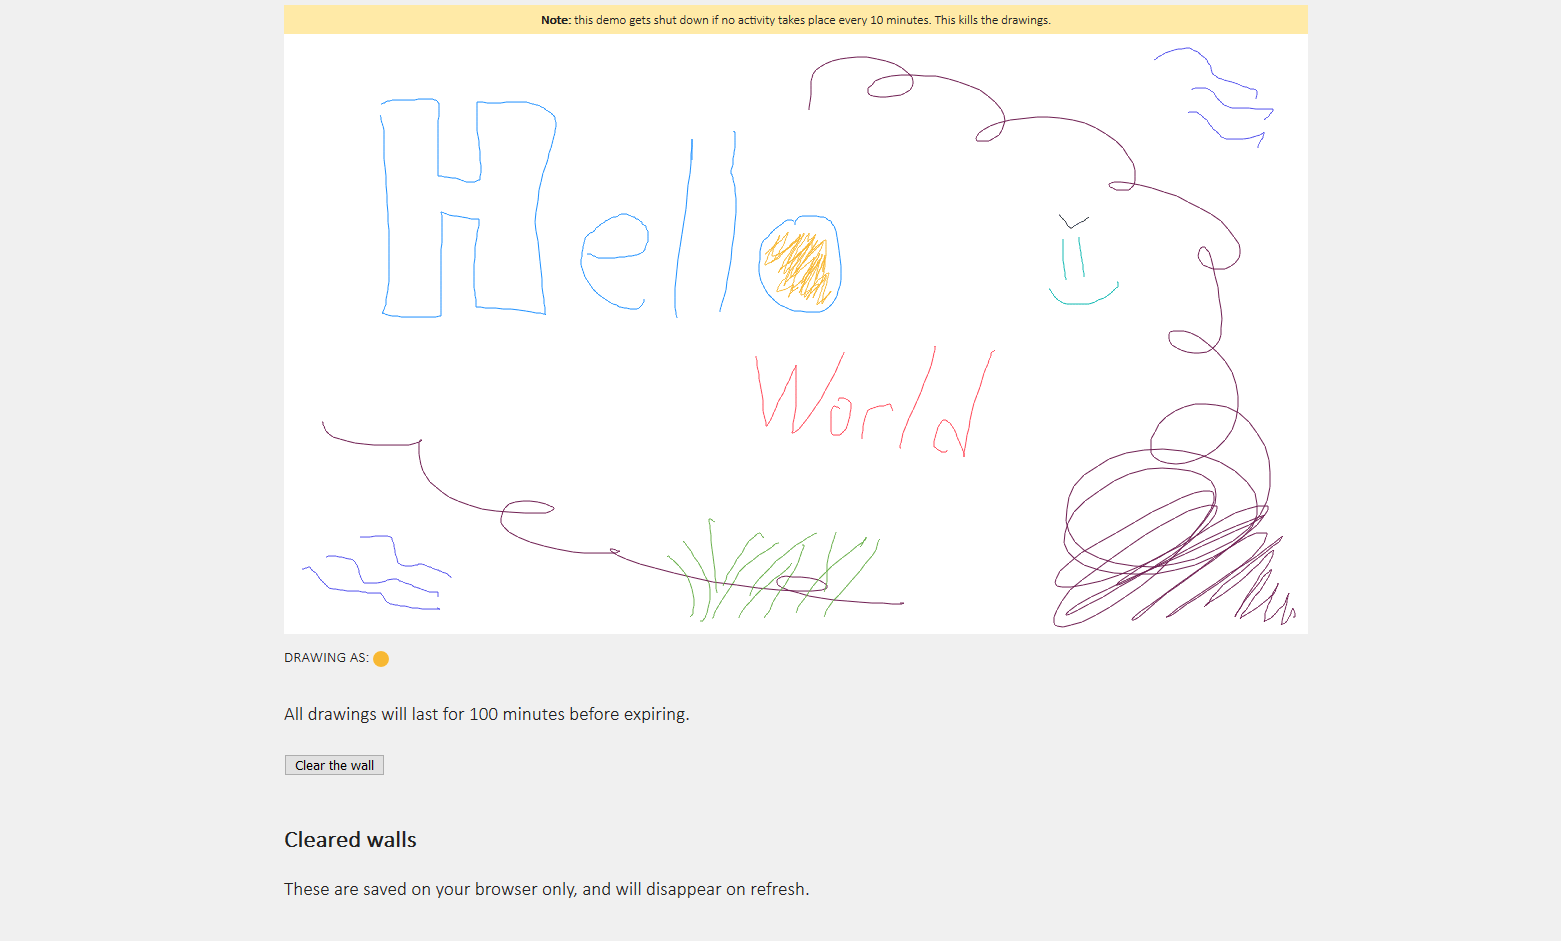 Note: this demo gets shut down if no activity takes place every 10 minutes. This kills the drawings.
Hello
World
DRAWING AS:
All drawings will last for 100 minutes before expiring.
Clear the wall
Cleared walls
These are saved on your browser only, and will disappear on refresh.